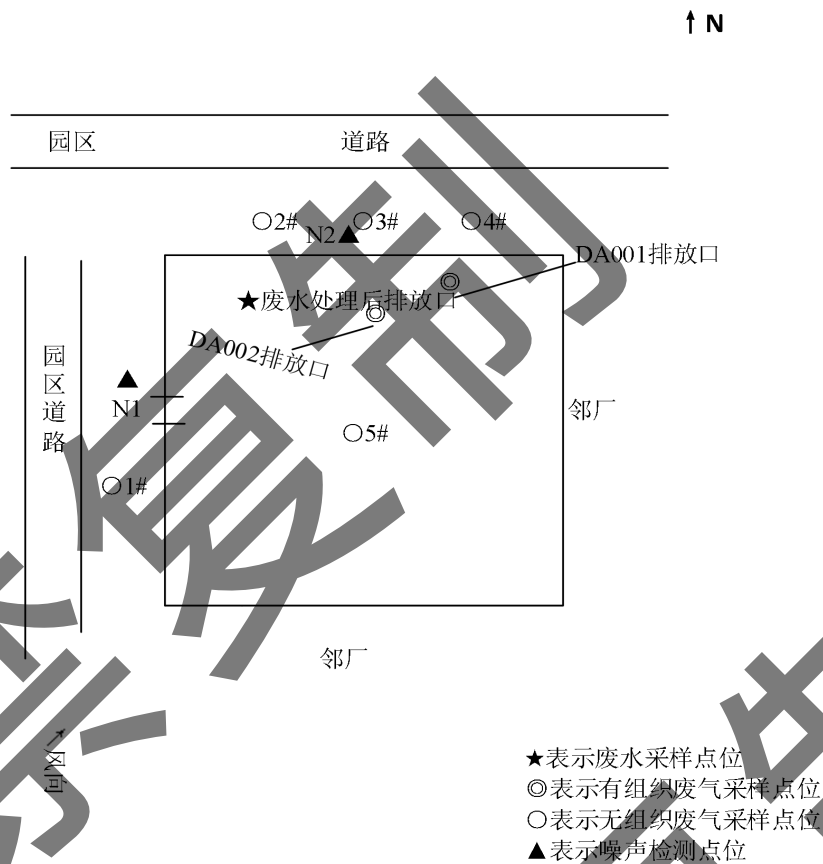 N
园区 道路
2# 3# 4#
N2
DA001排放口
★废水处理后排放口
DA002排放口
园区道路
N1
邻厂
5#
1#
邻厂
风向
★表示废水采样点位
◎表示有组织废气采样点位
○表示无组织废气采样点位
▲表示噪声检测点位
禁复制